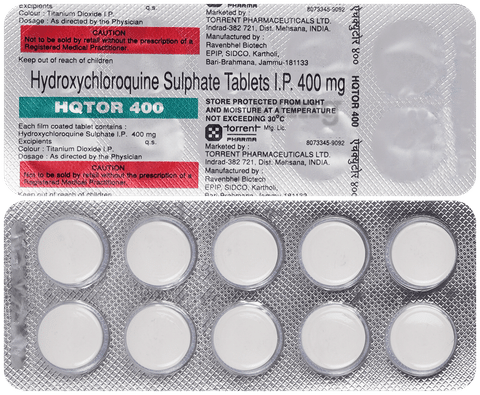 Excipients q.s.
Colour : Titanium Dioxide I.P.
Dosage : As directed by the Physician
CAUTION
Not to be sold by retail without the prescription of a
Registered Medical Practitioner.
Keep out of reach of children
PHARMA
Marketed by : 8073345-9092
TORRENT PHARMACEUTICALS LTD.
Indrad-382 721, Dist. Mehsana, INDIA.
Manufactured by :
Ravenbhel Biotech
EPIP, SIDCO, Kartholi,
Bari-Brahmana, Jammu-181133
Hydroxychloroquine Sulphate Tablets I.P. 400 mg
HQTOR 400
STORE PROTECTED FROM LIGHT
AND MOISTURE AT A TEMPERATURE
NOT EXCEEDING 30°C
Each film coated tablet contains :
Hydroxychloroquine Sulphate I.P. 400 mg
Excipients q.s.
Colour : Titanium Dioxide I.P.
Dosage : As directed by the Physician
CAUTION
Not to be sold by retail without the prescription of a
Registered Medical Practitioner.
Keep out of reach of children
torrent Mfg. Lic.
PHARMA
Marketed by : 8073345-9092
TORRENT PHARMACEUTICALS LTD.
Indrad-382 721, Dist. Mehsana, INDIA.
Manufactured by :
Ravenbhel Biotech
EPIP, SIDCO, Kartholi,
Bari-Brahmana, Jammu-181133
HQTOR 400
एचक्यूटॉर ४००